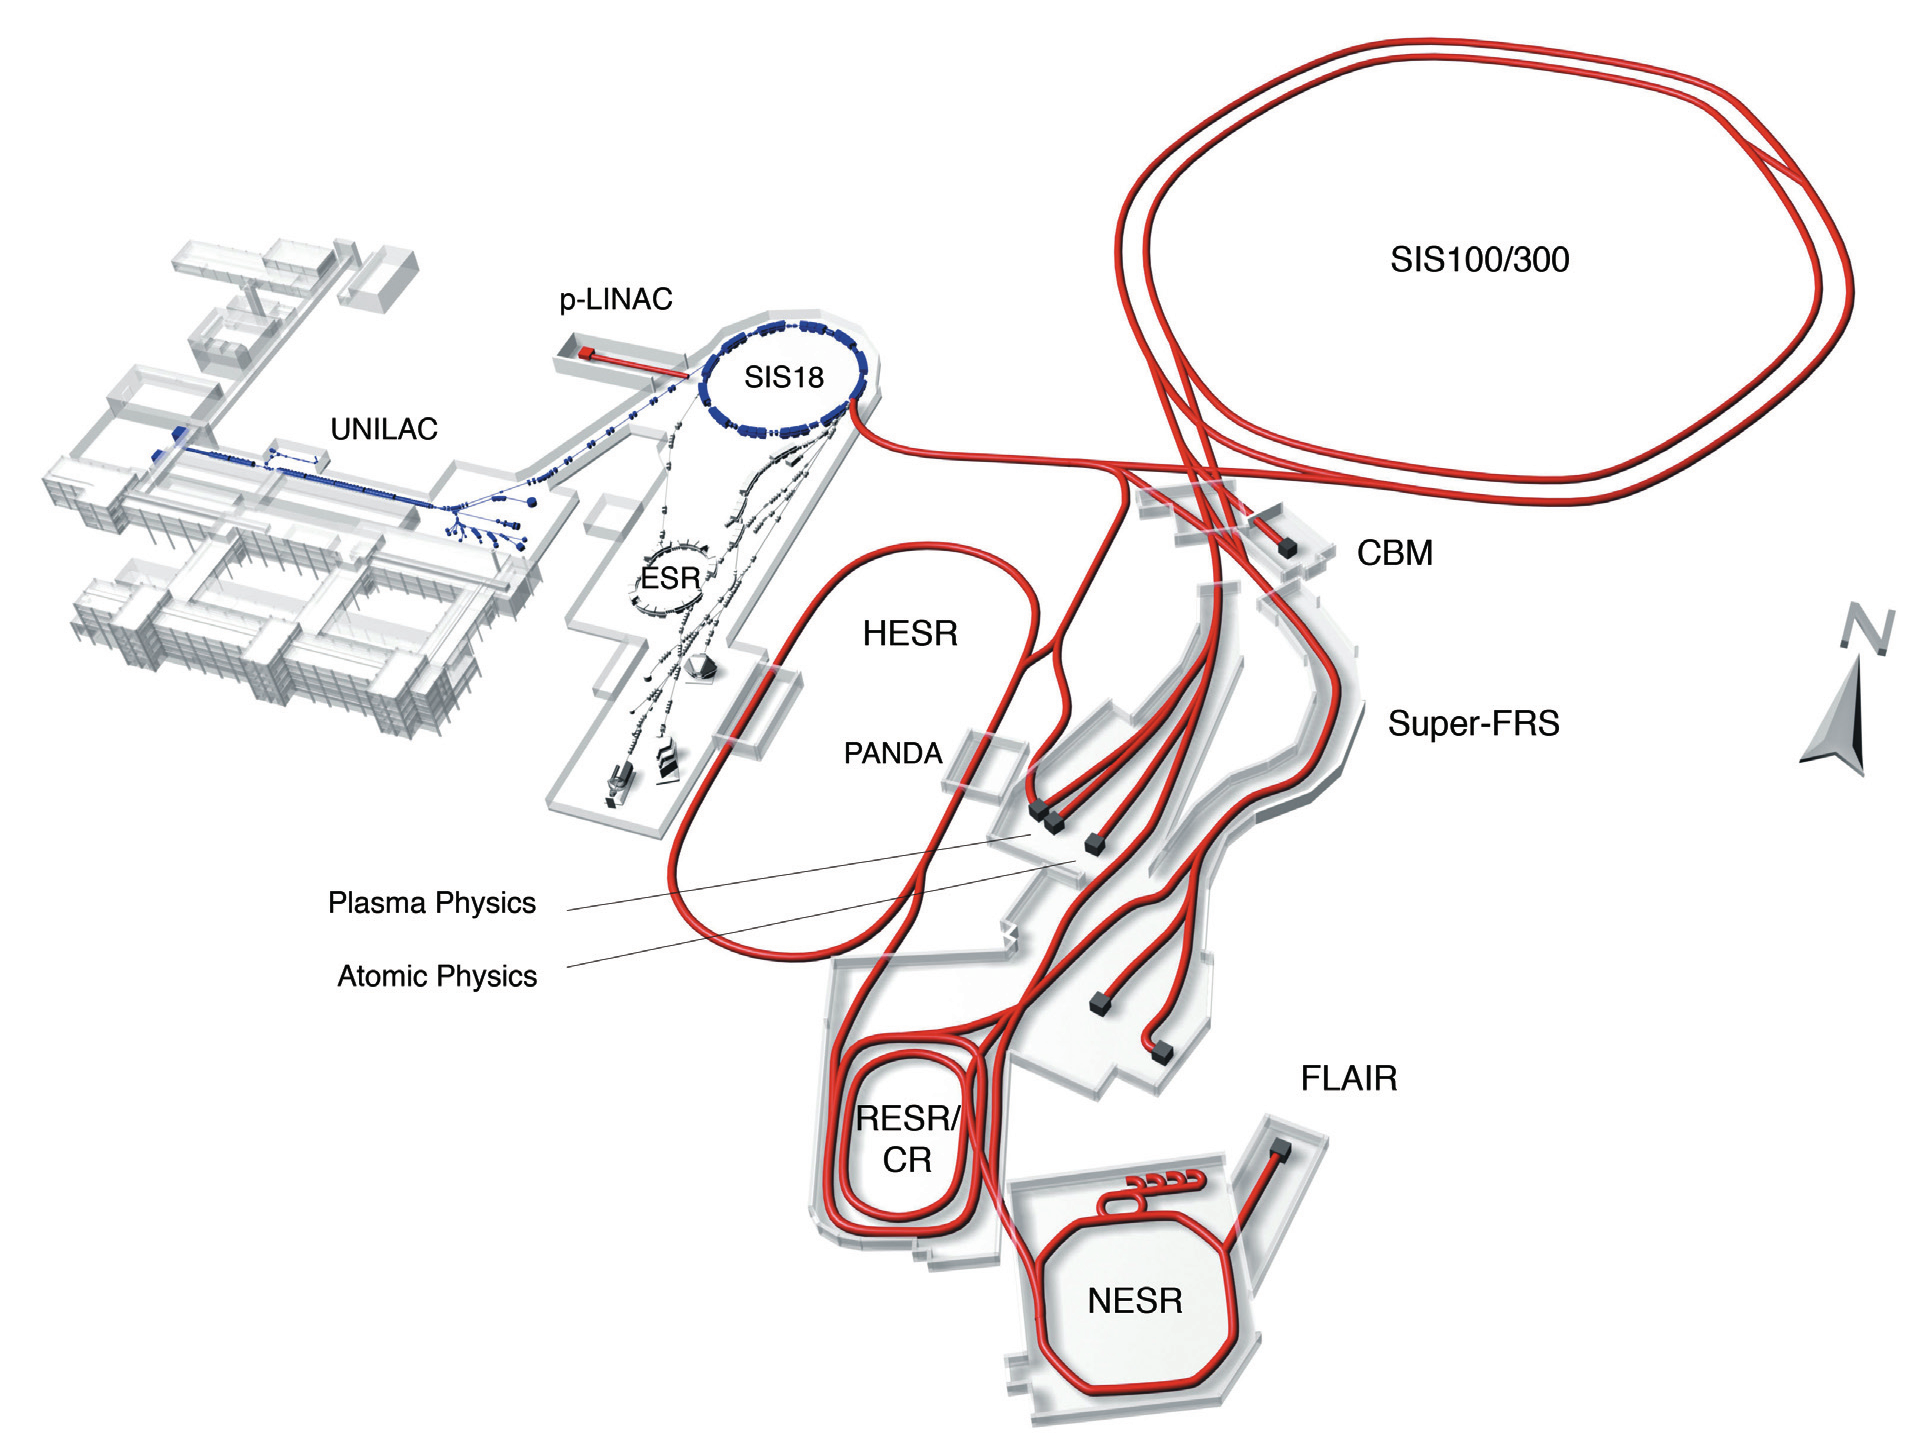 SIS100/300
p-LINAC
SIS18
UNILAC
CBM
ESR
N
HESR
Super-FRS
PANDA
Plasma Physics
Atomic Physics
FLAIR
RESR/
CR
NESR